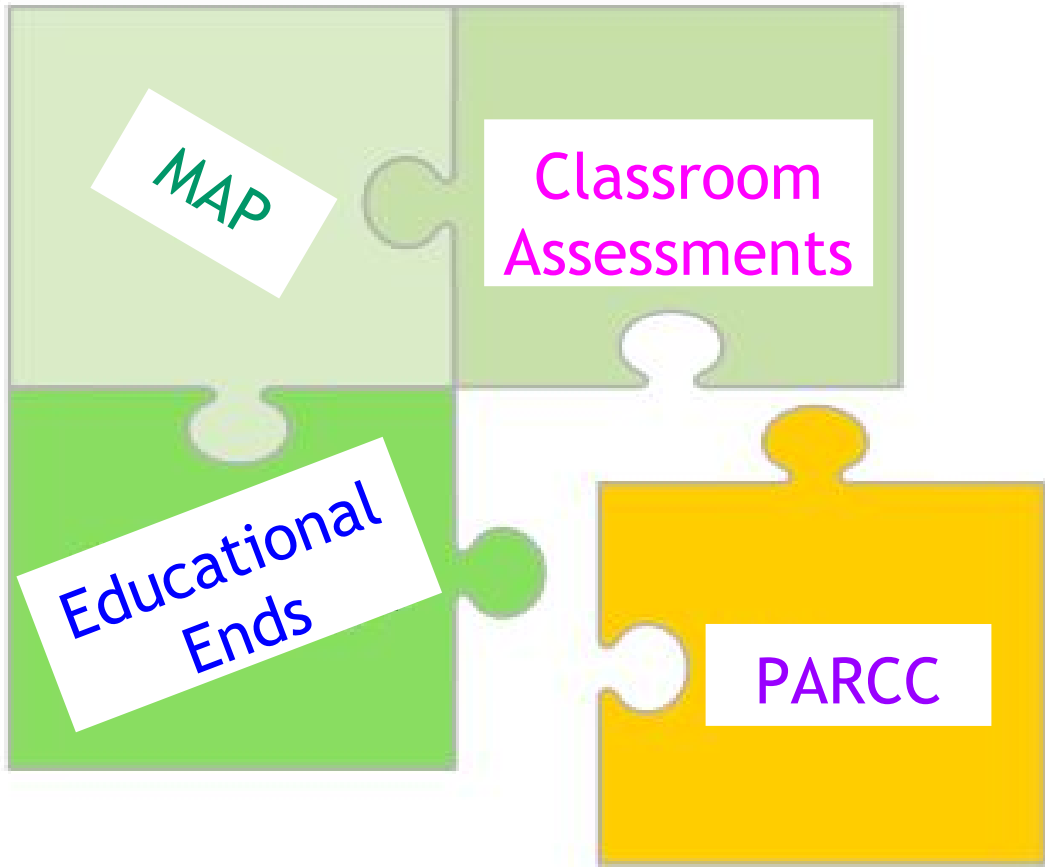 MAP
Classroom
Assessments
Educational
Ends
PARCC